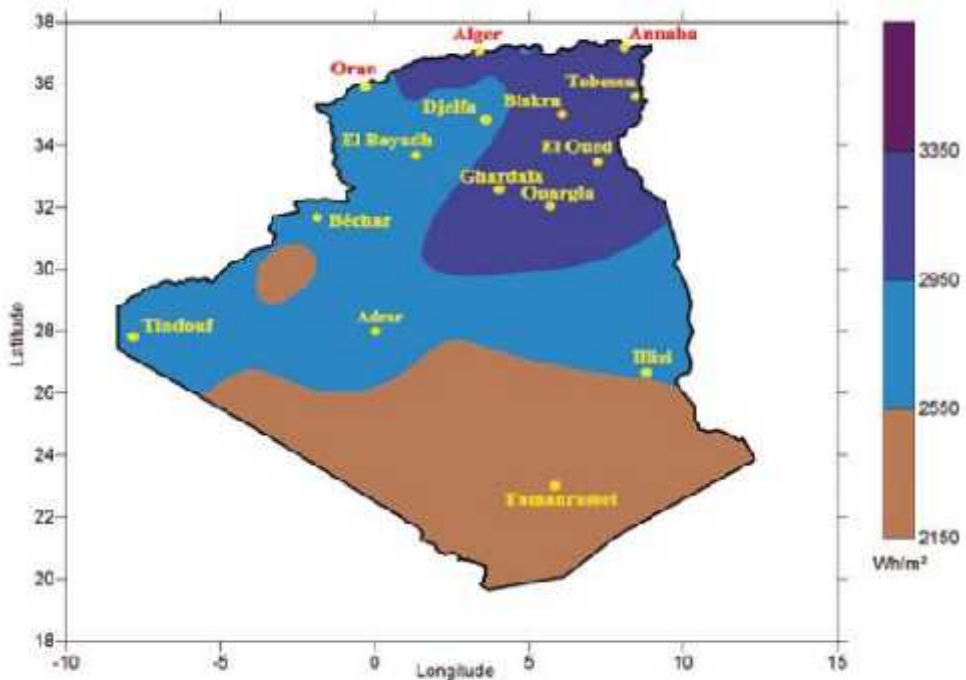 38
36
34
32
30
28
26
24
22
20
18
Latitude
Alger
Annaba
Oran
Tebessa
Djelfa
Biskra
El Bayadh
El Oued
Ghardaia
Ouargla
Béchar
Adrar
Tindouf
Illizi
Tamanrasset
-10
-5
0
5
10
15
Longitude
3350
2950
2550
2150
Wh/m²